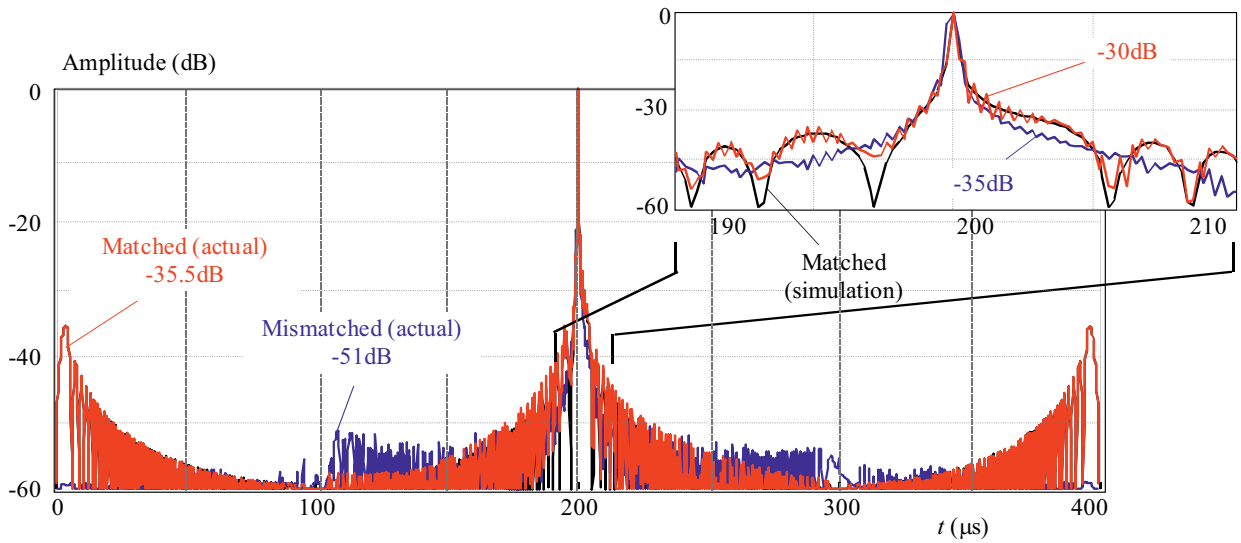 Amplitude (dB)
0
-20
-40
-60
0
100
200
300
400
t (µs)
Matched (actual)
-35.5dB
Mismatched (actual)
-51dB
0
-30
-60
190
200
210
-30dB
-35dB
Matched
(simulation)